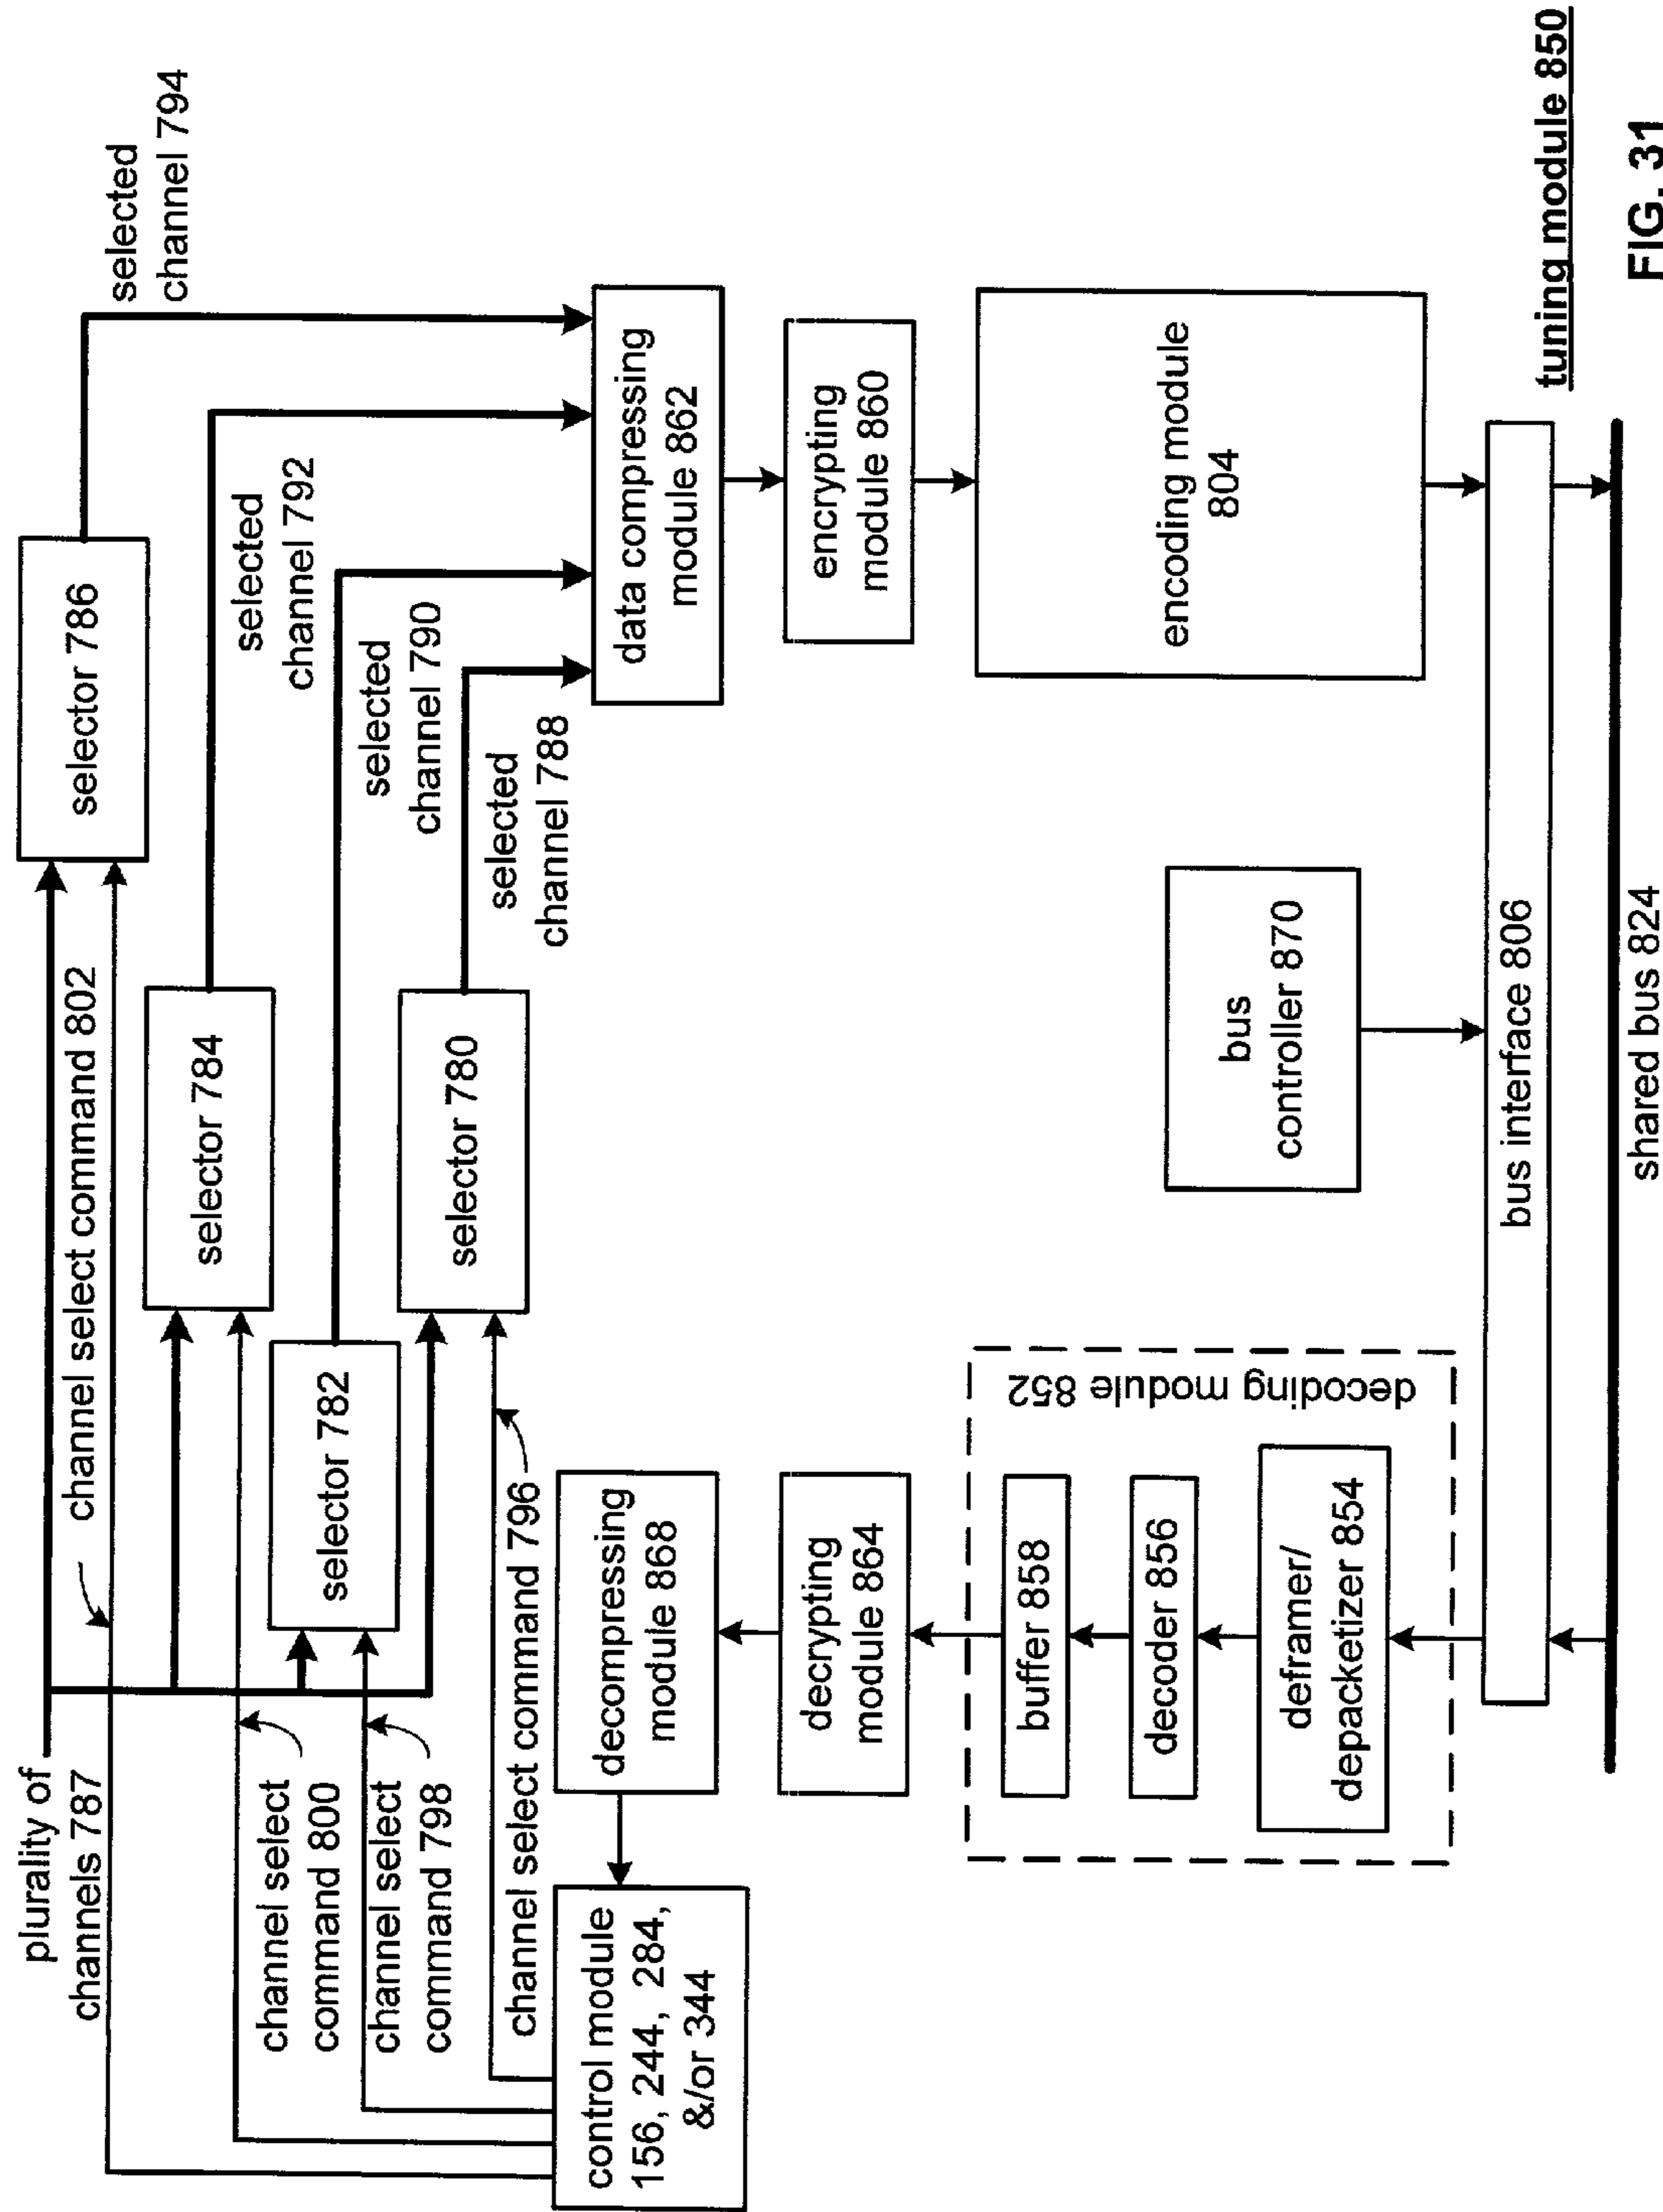 plurality of
channels 787
channel select command 802
selector 786
selected
channel 794
channel select
command 800
selector 784
selected
channel 792
channel select
command 798
selector 782
selected
channel 790
channel select command 796
selector 780
selected
channel 788
control module
156, 244, 284,
&/or 344
decompressing
module 868
data compressing
module 862
decrypting
module 864
encrypting
module 860
buffer 858
decoder 856
deframer/
depacketizer 854
decoding module 852
bus
controller 870
encoding module
804
bus interface 806
shared bus 824
tuning module 850
FIG. 31